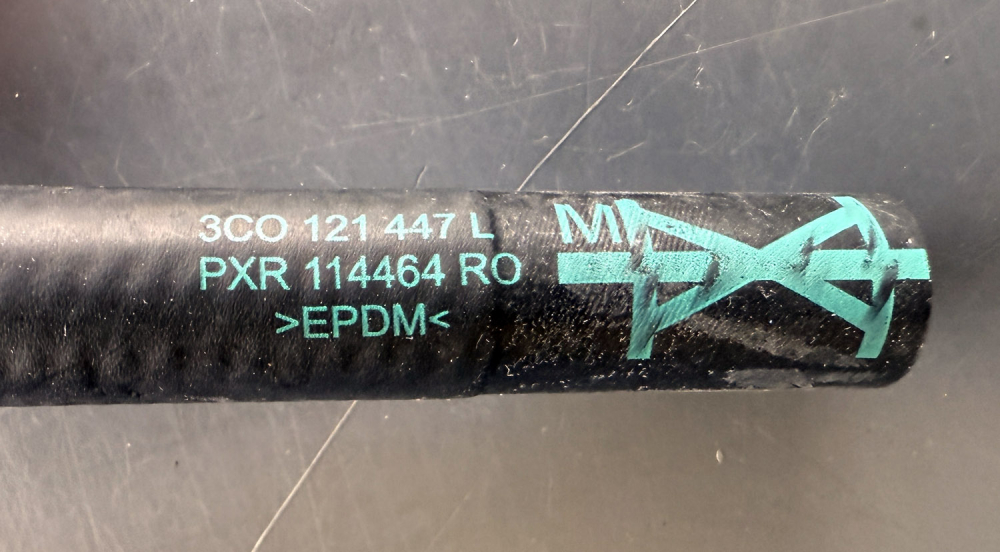 3CO 121 447 L
PXR 114464 RO
>EPDM<
M